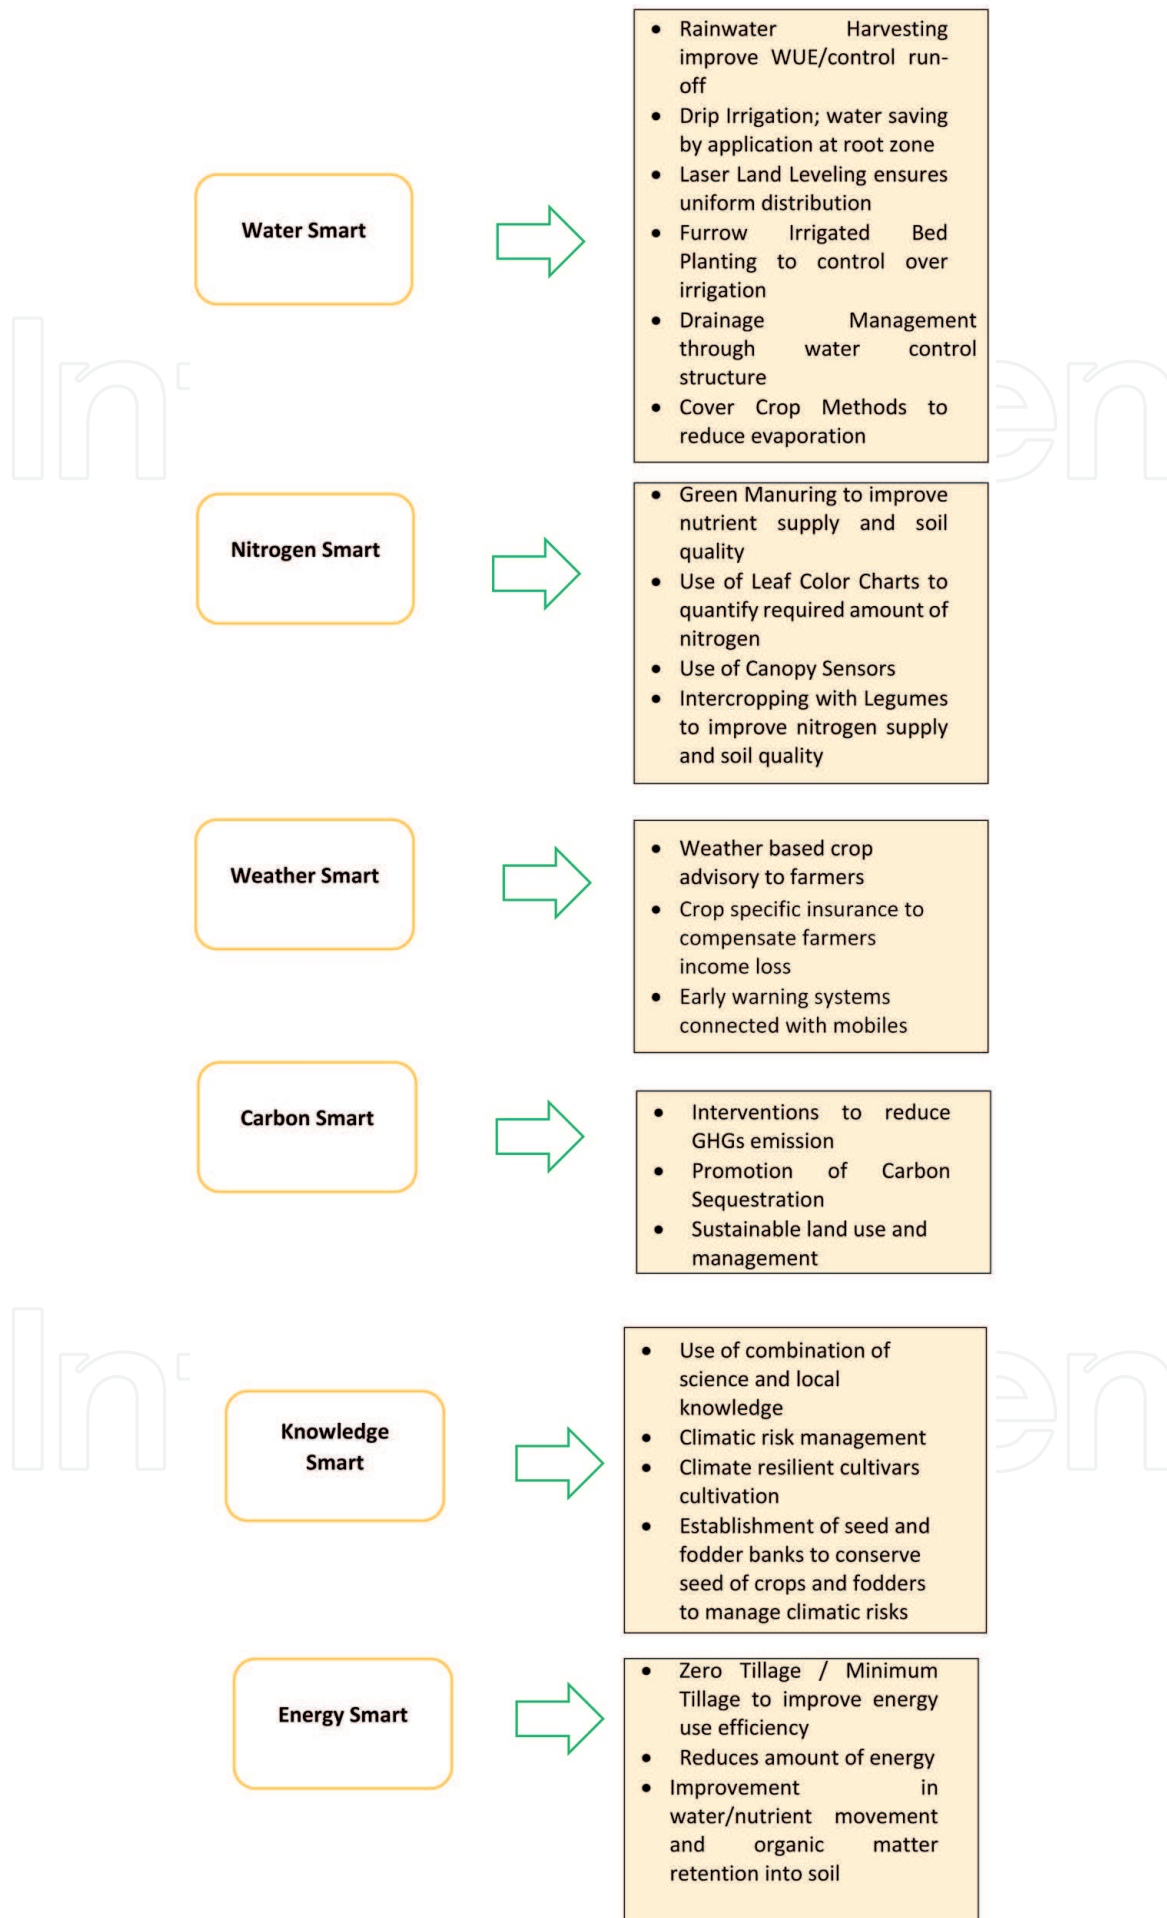 Water Smart
• Rainwater Harvesting
improve WUE/control run-
off
• Drip Irrigation; water saving
by application at root zone
• Laser Land Leveling ensures
uniform distribution
• Furrow Irrigated Bed
Planting to control over
irrigation
• Drainage Management
through water control
structure
• Cover Crop Methods to
reduce evaporation
Nitrogen Smart
• Green Manuring to improve
nutrient supply and soil
quality
• Use of Leaf Color Charts to
quantify required amount of
nitrogen
• Use of Canopy Sensors
• Intercropping with Legumes
to improve nitrogen supply
and soil quality
Weather Smart
• Weather based crop
advisory to farmers
• Crop specific insurance to
compensate farmers
income loss
• Early warning systems
connected with mobiles
Carbon Smart
• Interventions to reduce
GHGs emission
• Promotion of Carbon
Sequestration
• Sustainable land use and
management
Knowledge
Smart
• Use of combination of
science and local
knowledge
• Climatic risk management
• Climate resilient cultivars
cultivation
• Establishment of seed and
fodder banks to conserve
seed of crops and fodders
to manage climatic risks
Energy Smart
• Zero Tillage / Minimum
Tillage to improve energy
use efficiency
• Reduces amount of energy
• Improvement in
water/nutrient movement
and organic matter
retention into soil